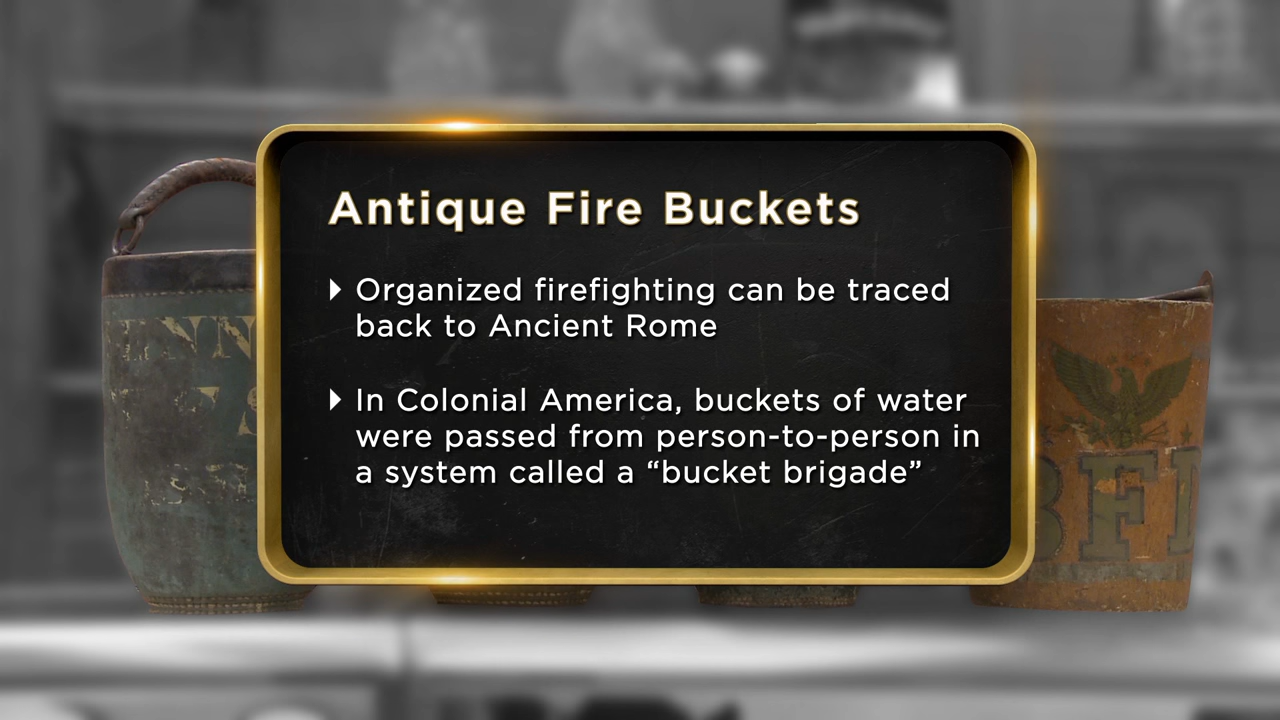 Antique Fire Buckets
Organized firefighting can be traced
back to Ancient Rome
In Colonial America, buckets of water
were passed from person-to-person in
a system called a “bucket brigade”